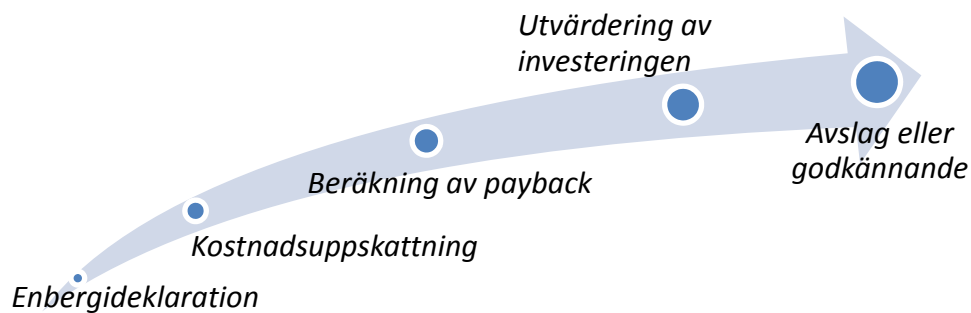 Utvärdering av
investeringen
Avslag eller
godkännande
Beräkning av payback
Kostnadsuppskattning
Enbergideklaration